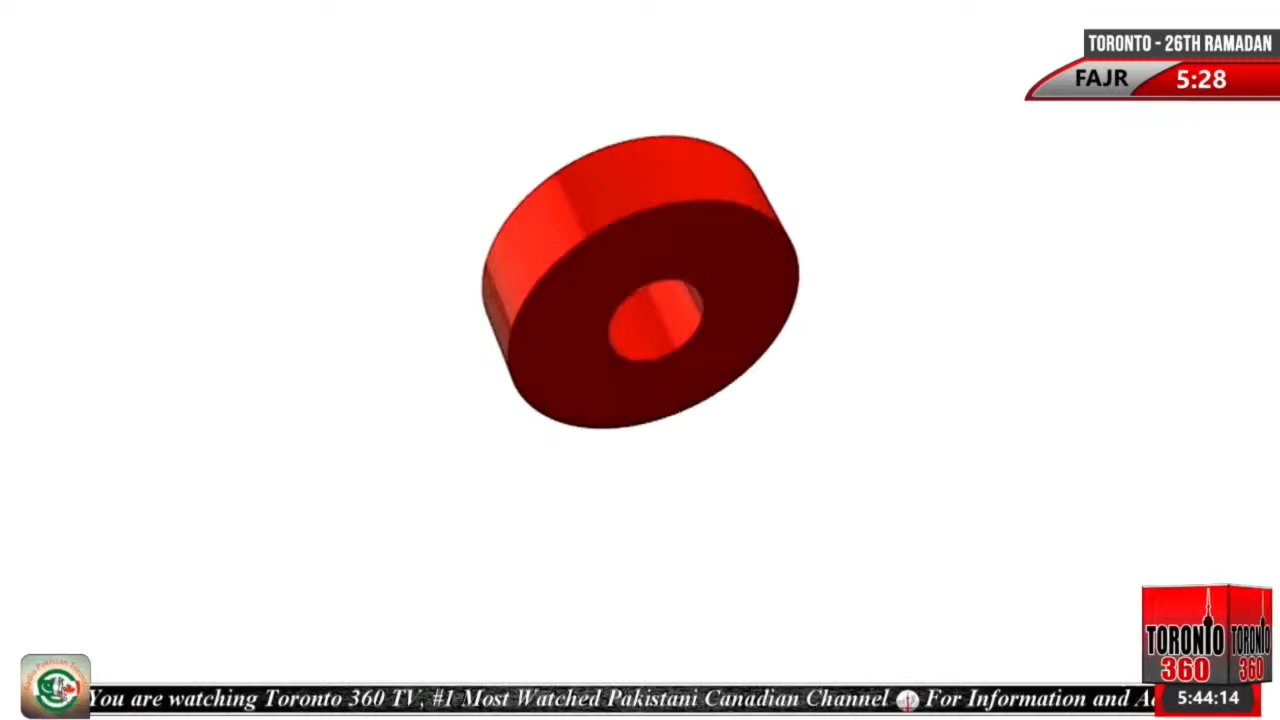 TORONTO - 26TH RAMADAN
FAJR 5:28
TORONTO
360
TORONTO
360
You are watching Toronto 360 TV, #1 Most Watched Pakistani Canadian Channel For Information and A
5:44:14